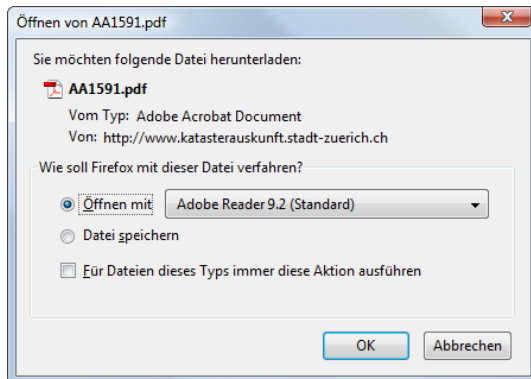 Öffnen von AA1591.pdf
Sie möchten folgende Datei herunterladen:
AA1591.pdf
Vom Typ: Adobe Acrobat Document
Von: http://www.katasterauskunft.stadt-zuerich.ch
Wie soll Firefox mit dieser Datei verfahren?
Öffnen mit Adobe Reader 9.2 (Standard)
Datei speichern
Für Dateien dieses Typs immer diese Aktion ausführen
OK Abbrechen